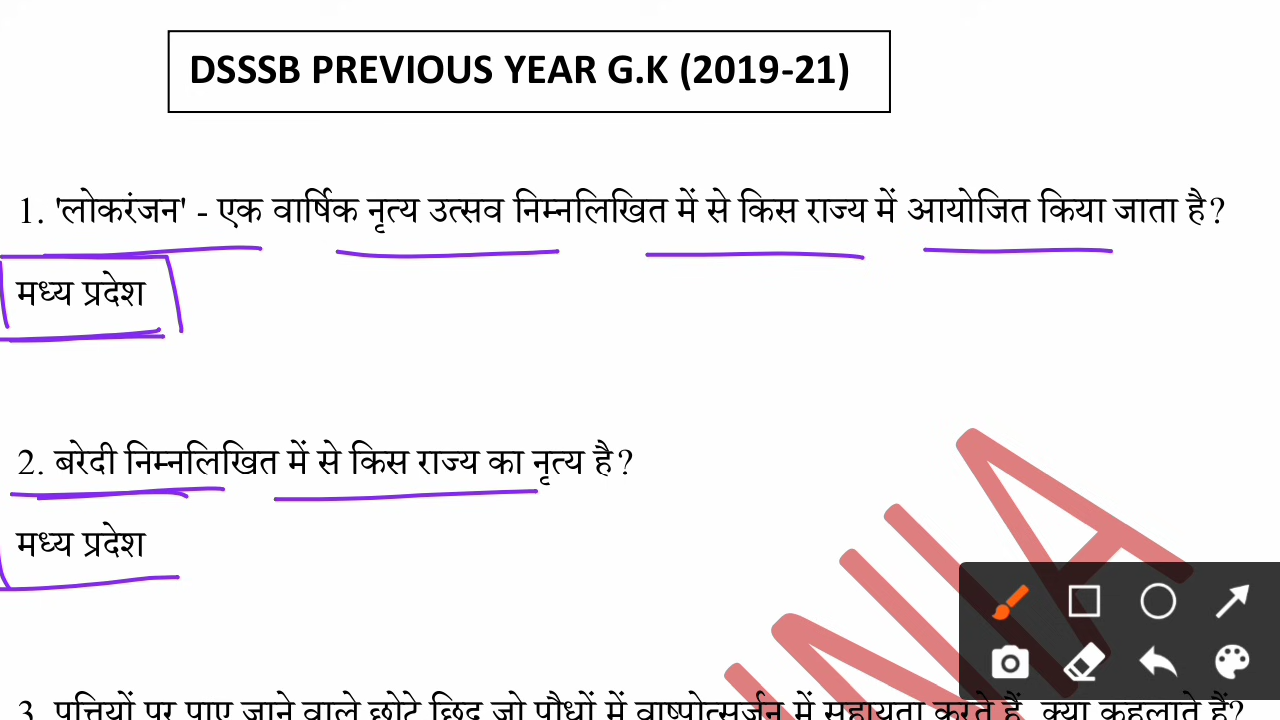 DSSSB PREVIOUS YEAR G.K (2019-21)
1. 'लोकरंजन' - एक वार्षिक नृत्य उत्सव निम्नलिखित में से किस राज्य में आयोजित किया जाता है?
मध्य प्रदेश
2. बरेदी निम्नलिखित में से किस राज्य का नृत्य है?
मध्य प्रदेश
3. पत्तियों पर पाए जाने वाले छोटे छिद्र जो पौधों में वाष्पोत्सर्जन में सहायता करते हैं, क्या कहलाते हैं?